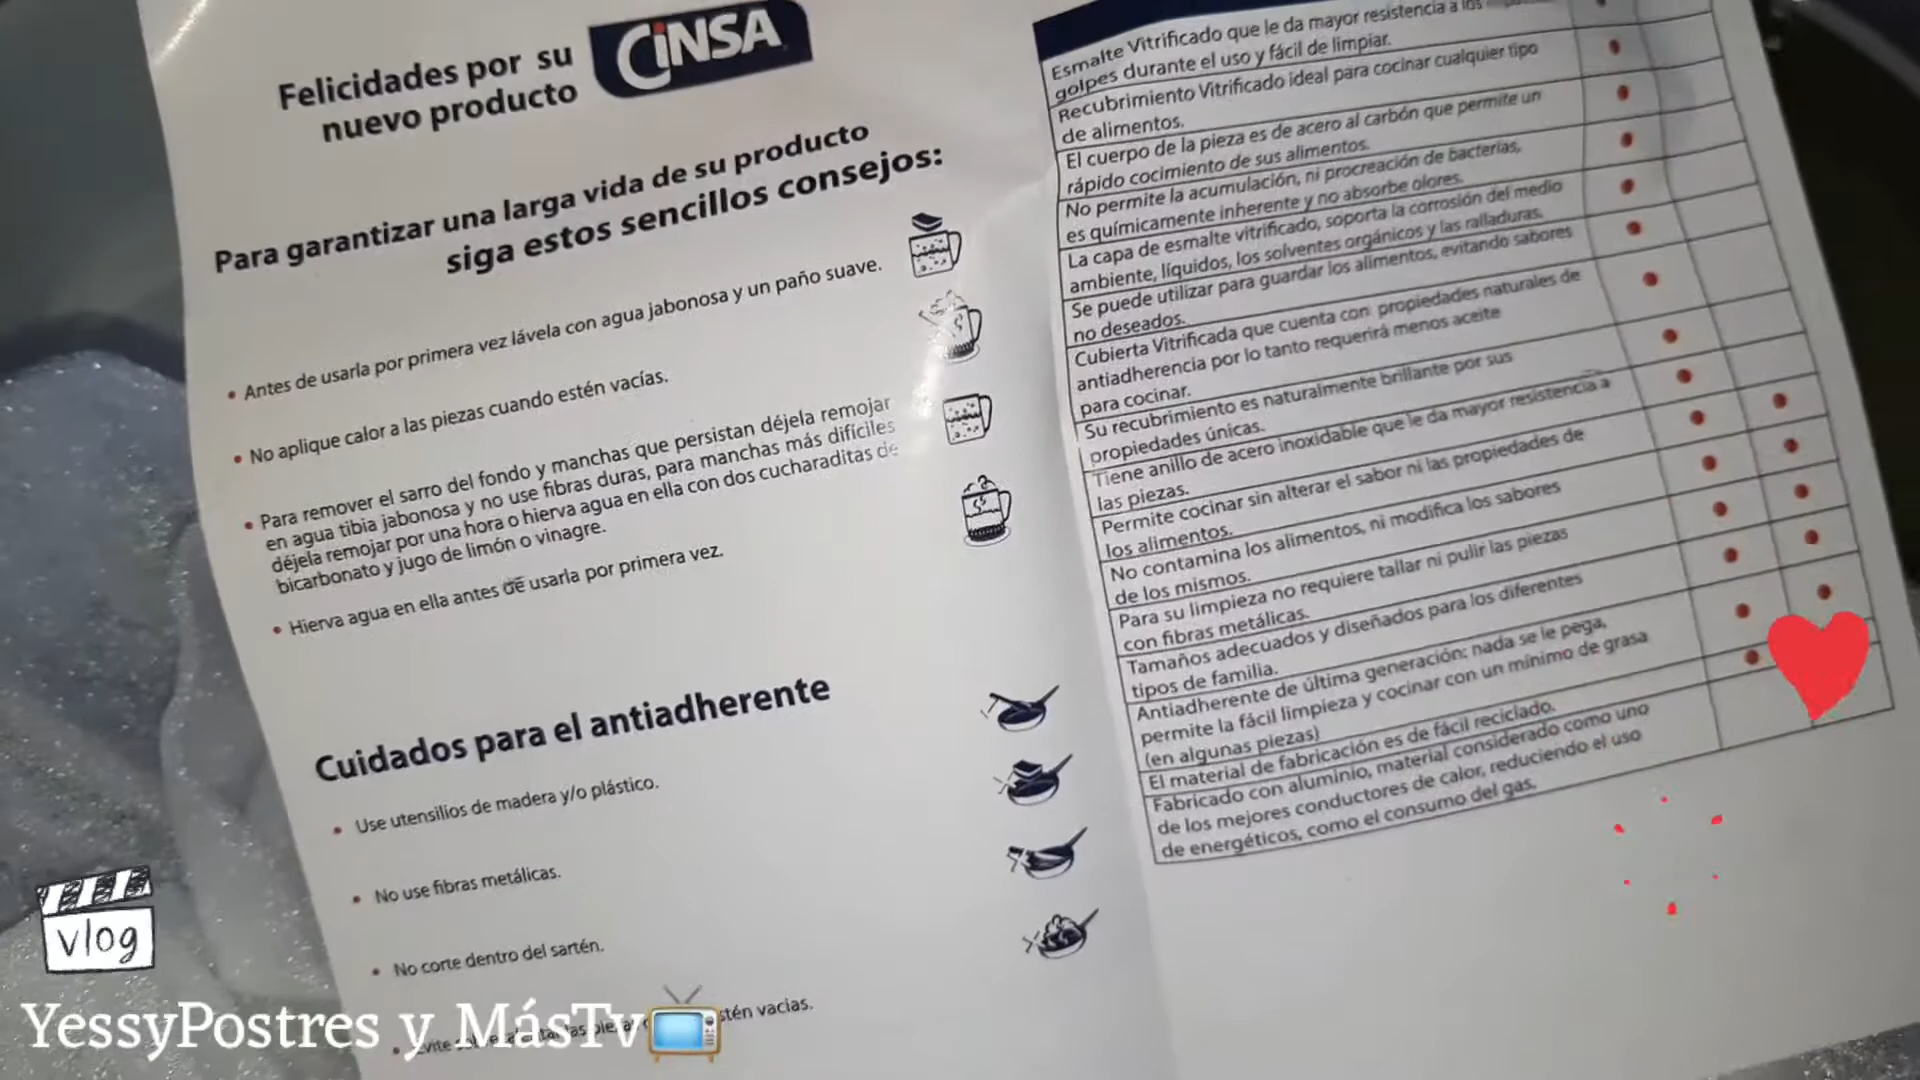 Felicidades por su
nuevo producto
CiNSA
Para garantizar una larga vida de su producto
siga estos sencillos consejos:
• Antes de usarla por primera vez lávela con agua jabonosa y un paño suave.
• No aplique calor a las piezas cuando estén vacías.
• Para remover el sarro del fondo y manchas que persistan déjela remojar
en agua tibia jabonosa y no use fibras duras, para manchas más difíciles
déjela remojar por una hora o hierva agua en ella con dos cucharaditas de
bicarbonato y jugo de limón o vinagre.
• Hierva agua en ella antes de usarla por primera vez.
Cuidados para el antiadherente
• Use utensilios de madera y/o plástico.
• No use fibras metálicas.
• No corte dentro del sartén.
• Evite las stén vacías.
Esmalte Vitrificado que le da mayor resistencia a los
golpes durante el uso y fácil de limpiar.
Recubrimiento Vitrificado ideal para cocinar cualquier tipo
de alimentos.
El cuerpo de la pieza es de acero al carbón que permite un
rápido cocimiento de sus alimentos.
No permite la acumulación, ni procreación de bacterias,
es químicamente inherente y no absorbe olores.
La capa de esmalte vitrificado, soporta la corrosión del medio
ambiente, líquidos, los solventes orgánicos y las ralladuras.
Se puede utilizar para guardar los alimentos, evitando sabores
no deseados.
Cubierta Vitrificada que cuenta con propiedades naturales de
antiadherencia por lo tanto requerirá menos aceite
para cocinar.
Su recubrimiento es naturalmente brillante por sus
propiedades únicas.
Tiene anillo de acero inoxidable que le da mayor resistencia a
las piezas.
Permite cocinar sin alterar el sabor ni las propiedades de
los alimentos.
No contamina los alimentos, ni modifica los sabores
de los mismos.
Para su limpieza no requiere tallar ni pulir las piezas
con fibras metálicas.
Tamaños adecuados y diseñados para los diferentes
tipos de familia.
Antiadherente de última generación: nada se le pega,
permite la fácil limpieza y cocinar con un mínimo de grasa
(en algunas piezas)
El material de fabricación es de fácil reciclado.
Fabricado con aluminio, material considerado como uno
de los mejores conductores de calor, reduciendo el uso
de energéticos, como el consumo del gas.
vlog
YessyPostres y MásTv